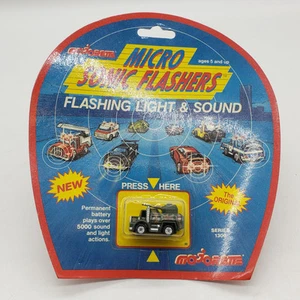 MAJORETTE
ages 5 and up
MICRO
SONIC FLASHERS
FLASHING LIGHT & SOUND
NEW
PRESS HERE
The
ORIGINAL
Permanent
battery
plays over
5000 sound
and light
actions.
SERIES
1300
MAJORETTE